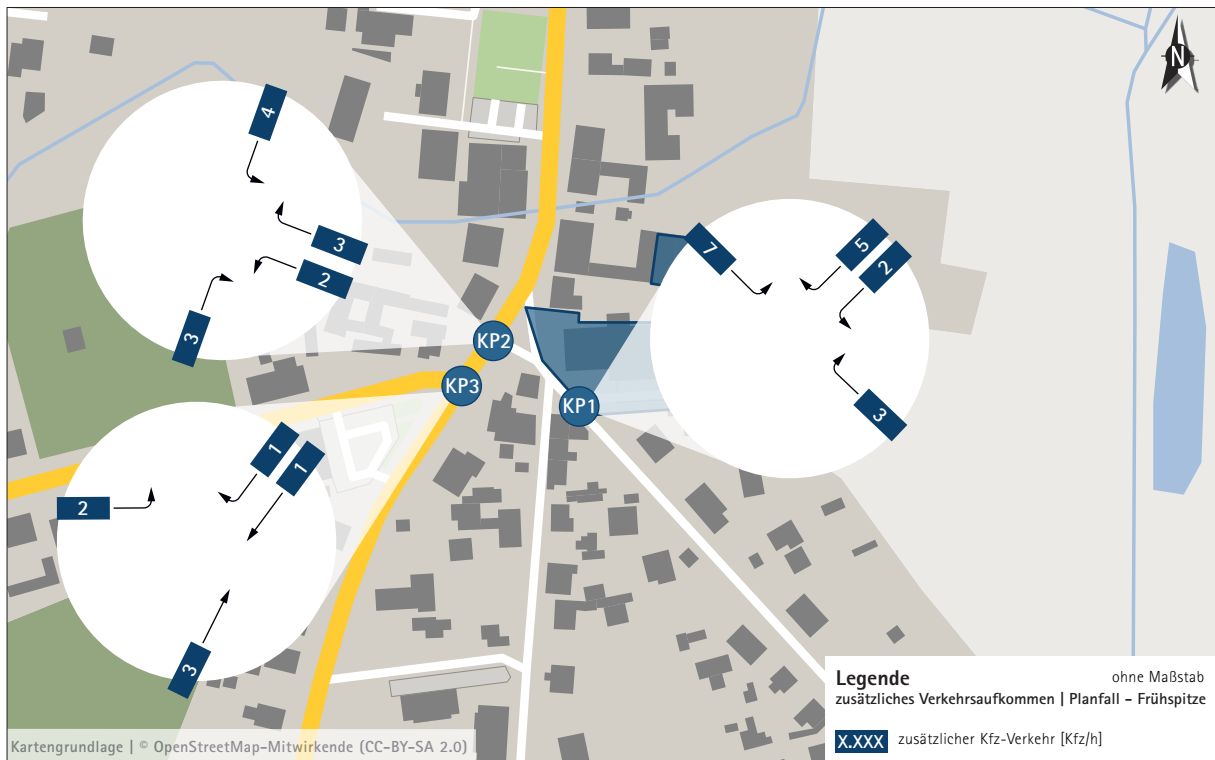 N
4
3
2
3
7
5
2
3
KP2
KP3
KP1
1
1
2
3
Legende
ohne Maßstab
zusätzliches Verkehrsaufkommen | Planfall - Frühspitze
X.XXX zusätzlicher Kfz-Verkehr [Kfz/h]
Kartengrundlage | © OpenStreetMap-Mitwirkende (CC-BY-SA 2.0)